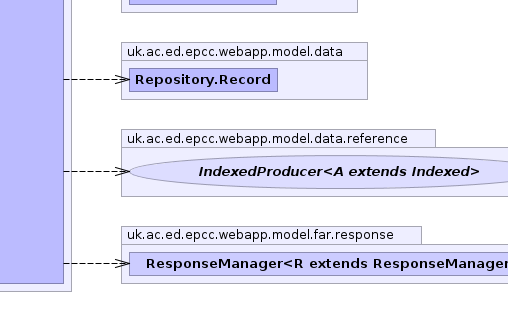 uk.ac.ed.epcc.webapp.model.data
Repository.Record
uk.ac.ed.epcc.webapp.model.data.reference
IndexedProducer<A extends Indexed>
uk.ac.ed.epcc.webapp.model.far.response
ResponseManager<R extends ResponseManager